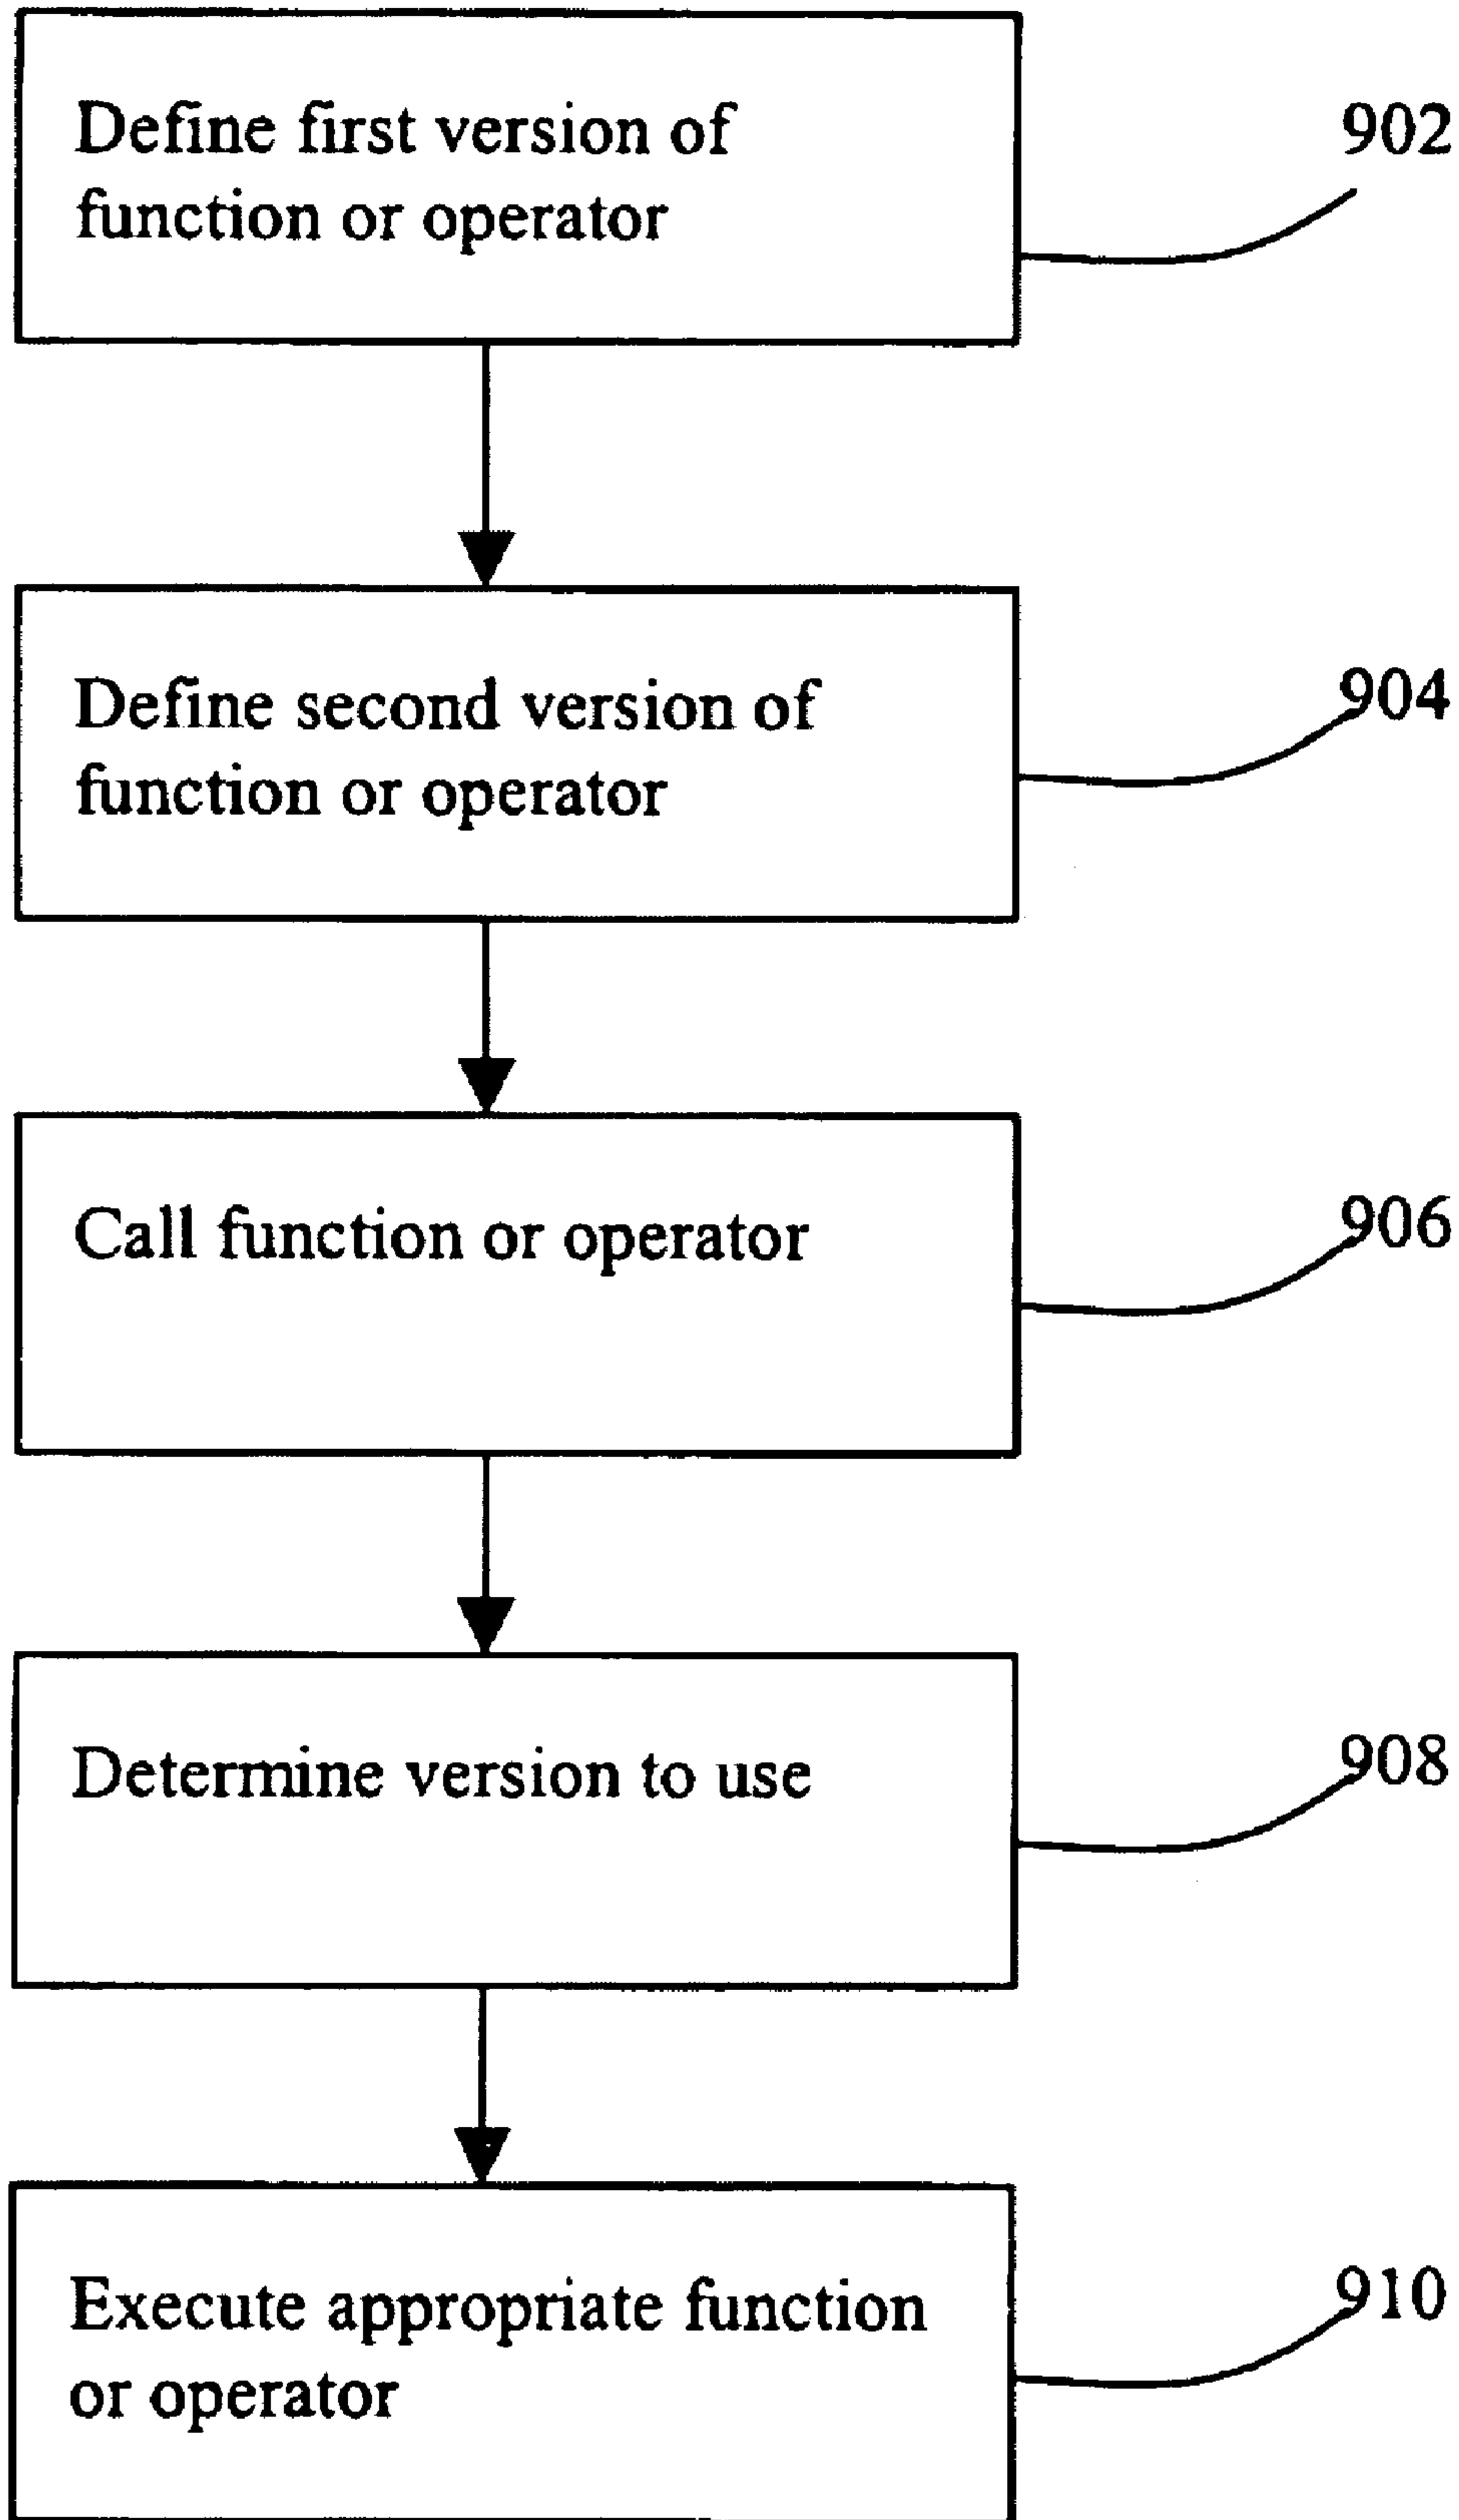 Define first version of
function or operator
902
Define second version of
function or operator
904
Call function or operator
906
Determine version to use
908
Execute appropriate function
or operator
910